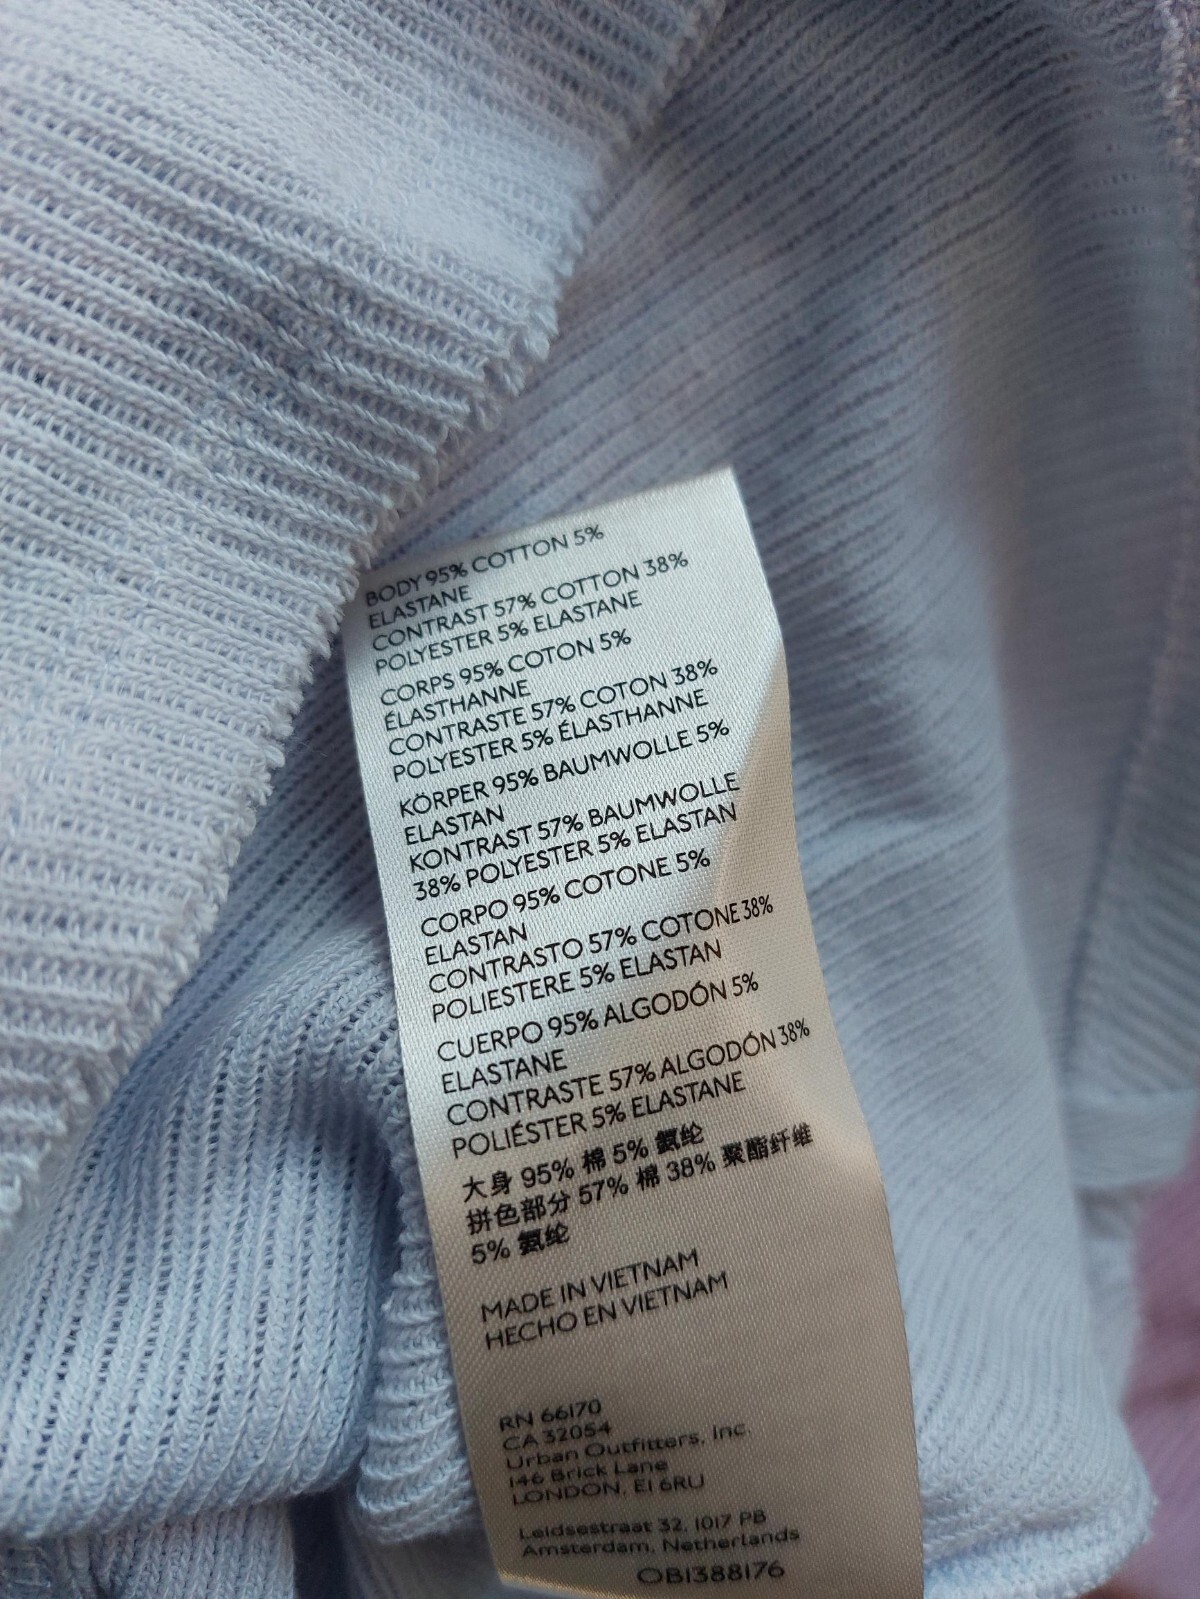 BODY 95% COTTON 5%
ELASTANE
CONTRAST 57% COTTON 38%
POLYESTER 5% ELASTANE
CORPS 95% COTON 5%
ÉLASTHANNE
CONTRASTE 57% COTON 38%
POLYESTER 5% ÉLASTHANNE
KÖRPER 95% BAUMWOLLE 5%
ELASTAN
KONTRAST 57% BAUMWOLLE
38% POLYESTER 5% ELASTAN
CORPO 95% COTONE 5%
ELASTAN
CONTRASTO 57% COTONE 38%
POLIESTERE 5% ELASTAN
CUERPO 95% ALGODÓN 5%
ELASTANE
CONTRASTE 57% ALGODÓN 38%
POLIÉSTER 5% ELASTANE
大身 95% 棉 5% 氨纶
拼色部分 57% 棉 38% 聚酯纤维
5% 氨纶
MADE IN VIETNAM
HECHO EN VIETNAM
RN 66170
CA 32054
Urban Outfitters, Inc.
146 Brick Lane
LONDON, E1 6RU
Leidsestraat 32, 1017 PB
Amsterdam, Netherlands
OB1388176